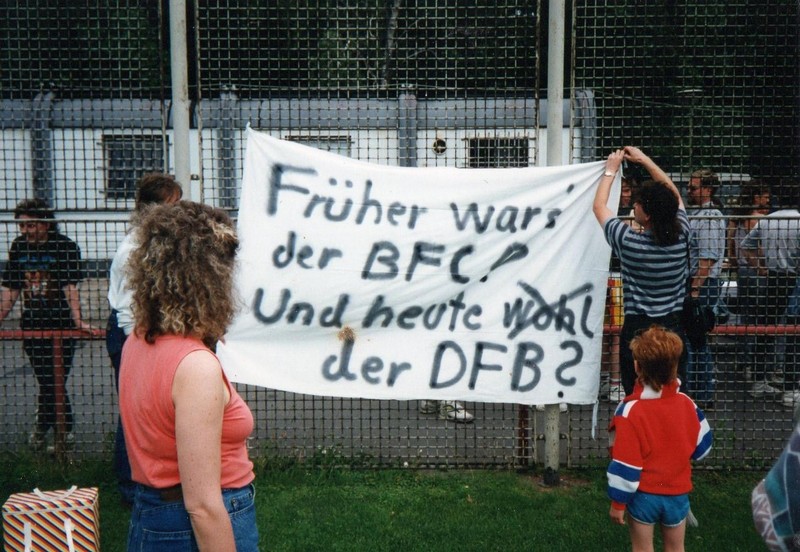 Früher wars'
der BFC!
Und heute wohl
der DFB?